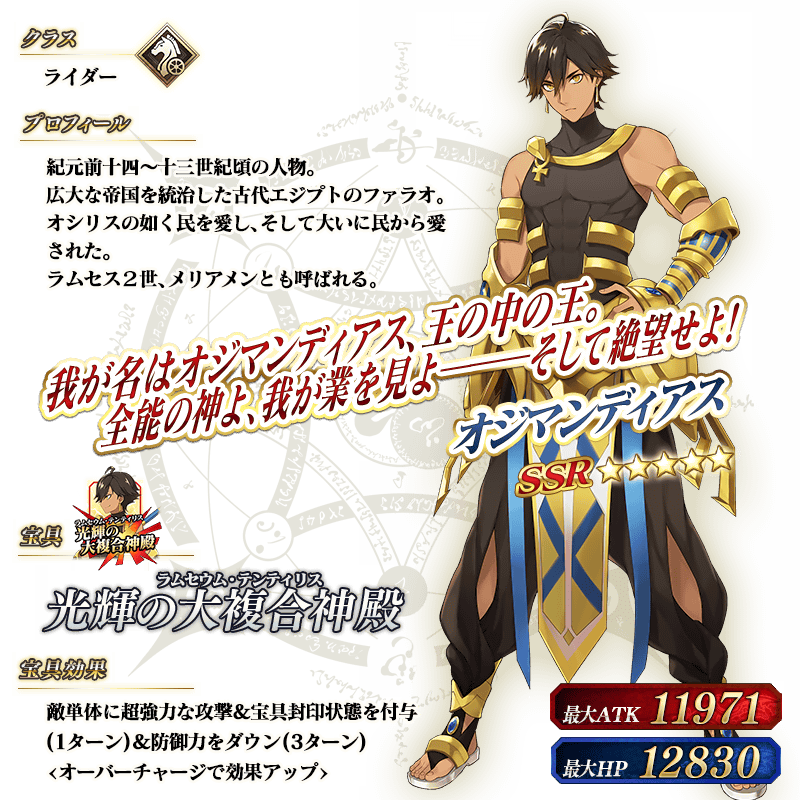 クラス
ライダー
プロフィール
紀元前十四～十三世紀頃の人物。
広大な帝国を統治した古代エジプトのファラオ。
オシリスの如く民を愛し、そして大いに民から愛
された。
ラムセス2世、メリアメンとも呼ばれる。
我が名はオジマンディアス、王の中の王。
全能の神よ、我が業を見よ――そして絶望せよ!
オジマンディアス
SSR ☆☆☆☆☆
宝具
ラムセウム・テンティリス
光輝の
大複合神殿
ラムセウム・テンティリス
光輝の大複合神殿
宝具効果
敵単体に超強力な攻撃&宝具封印状態を付与
(1ターン)&防御力をダウン(3ターン)
<オーバーチャージで効果アップ>
最大ATK 11971
最大HP 12830